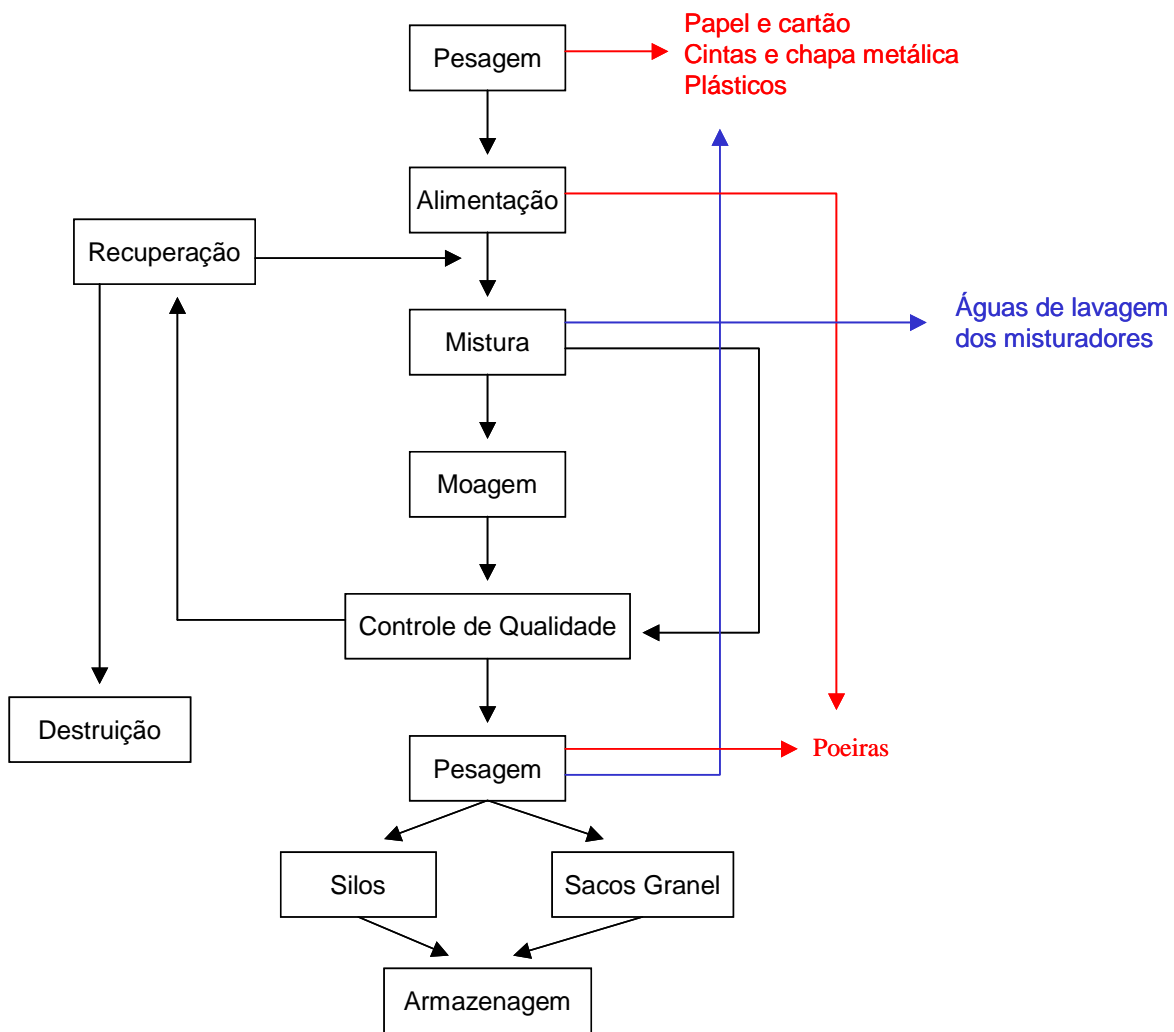 Pesagem
Papel e cartão
Cintas e chapa metálica
Plásticos
Alimentação
Recuperação
Mistura
Águas de lavagem
dos misturadores
Moagem
Controle de Qualidade
Destruição
Pesagem
Poeiras
Silos
Sacos Granel
Armazenagem